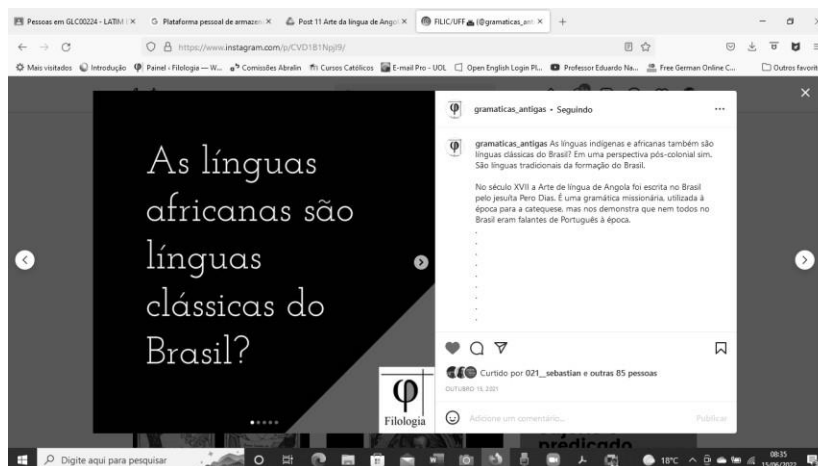 Pessoas em GLC00224 - LATIM I
Plataforma pessoal de armazen
Post 11 Arte da língua de Ango
FILIC/UFF (@gramaticas_ant
https://www.instagram.com/p/CVD1B1Npjl9/
Mais visitados
Introdução
Painel ‹ Filologia — W...
Comissões Abralin
Cursos Católicos
E-mail Pro - UOL
Open English Login Pl...
Professor Eduardo Na...
Free German Online C...
Outros favorit
As línguas
africanas são
línguas
clássicas do
Brasil?
φ
Filologia
gramaticas_antigas • Seguindo
gramaticas_antigas As línguas indígenas e africanas também são
línguas clássicas do Brasil? Em uma perspectiva pós-colonial sim.
São línguas tradicionais da formação do Brasil.
No século XVII a Arte de língua de Angola foi escrita no Brasil
pelo jesuíta Pero Dias. É uma gramática missionária, utilizada à
época para a catequese, mas nos demonstra que nem todos no
Brasil eram falantes de Português à época.
.
.
.
.
.
.
.
.
Curtido por 021_sebastian e outras 85 pessoas
OUTUBRO 15, 2021
Adicione um comentário...
Publicar
predicado
Digite aqui para pesquisar
18°C
08:35
15/06/2022